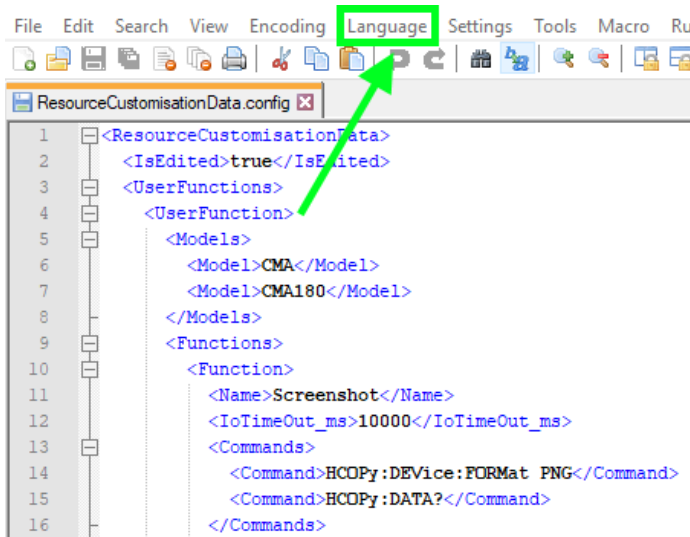 File Edit Search View Encoding Language Settings Tools Macro
ResourceCustomisationData.config
1 <ResourceCustomisationData>
2 <IsEdited>true</IsEdited>
3 <UserFunctions>
4 <UserFunction>
5 <Models>
6 <Model>CMA</Model>
7 <Model>CMA180</Model>
8 </Models>
9 <Functions>
10 <Function>
11 <Name>Screenshot</Name>
12 <IoTimeOut_ms>10000</IoTimeOut_ms>
13 <Commands>
14 <Command>HCOPy:DEVice:FORMat PNG</Command>
15 <Command>HCOPy:DATA?</Command>
16 </Commands>